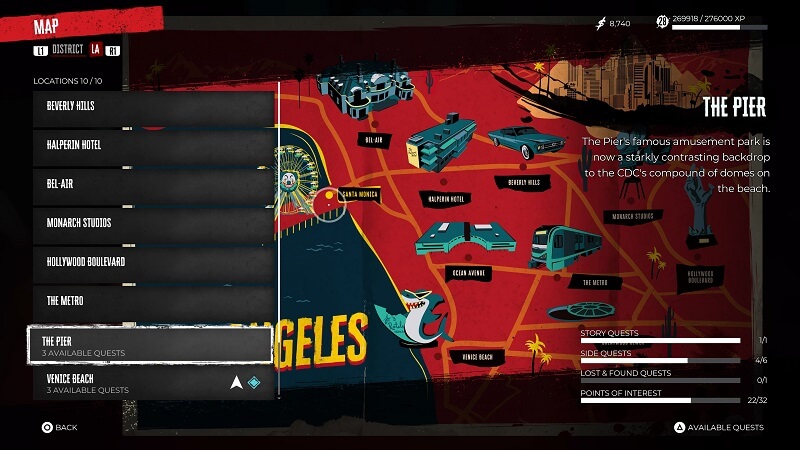 MAP
L1 DISTRICT LA R1
8,740
28 269918 / 276000 XP
LOCATIONS 10 / 10
BEVERLY HILLS
HALPERIN HOTEL
BEL-AIR
MONARCH STUDIOS
HOLLYWOOD BOULEVARD
THE METRO
THE PIER
3 AVAILABLE QUESTS
VENICE BEACH
3 AVAILABLE QUESTS
BACK
BEL-AIR
SANTA MONICA
HALPERIN HOTEL
BEVERLY HILLS
MONARCH STUDIOS
OCEAN AVENUE
THE METRO
HOLLYWOOD
BOULEVARD
VENICE BEACH
NGELES
THE PIER
The Pier's famous amusement park is
now a starkly contrasting backdrop
to the CDC's compound of domes on
the beach.
STORY QUESTS
1/1
SIDE QUESTS
4/6
LOST & FOUND QUESTS
0/1
POINTS OF INTEREST
22/32
AVAILABLE QUESTS